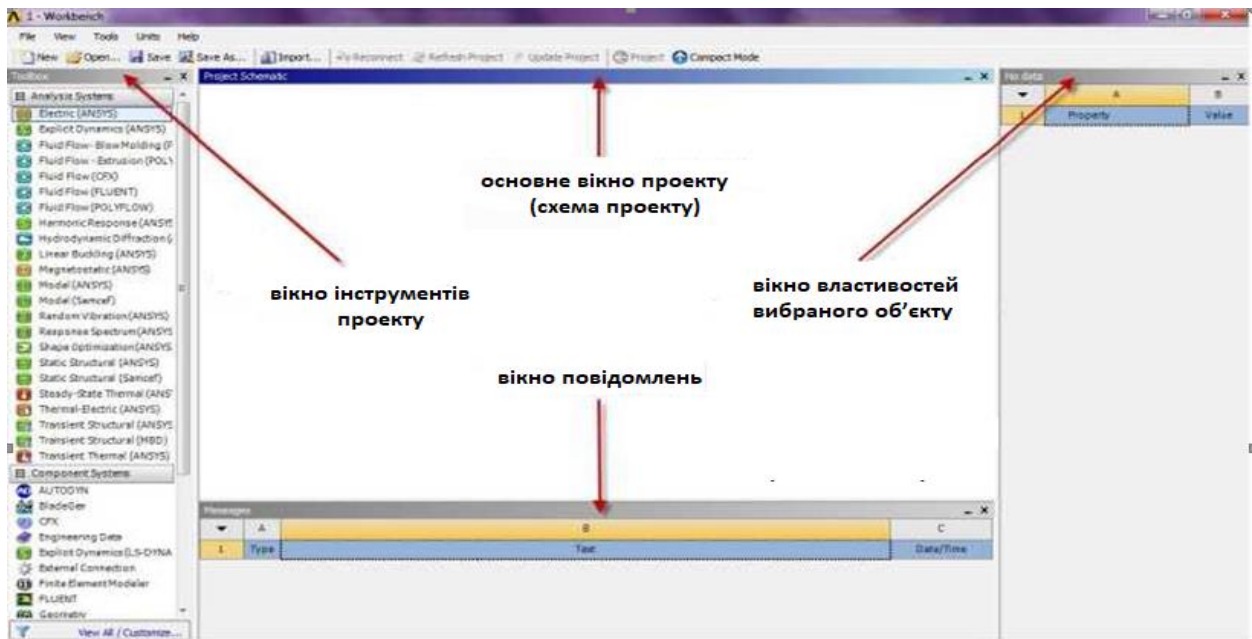 1 - Workbench
File View Tools Units Help
New Open... Save Save As... Import... Reconnect Refresh Project Update Project Project Compact Mode
Toolbox
Project Schematic
No data
Analysis Systems
A B
Electric (ANSYS)
1 Property Value
Explicit Dynamics (ANSYS)
Fluid Flow- Blow Molding (P
Fluid Flow - Extrusion (POLY
Fluid Flow (CFX)
Fluid Flow (FLUENT)
Fluid Flow (POLYFLOW)
Harmonic Response (ANSYS
Hydrodynamic Diffraction (A
Linear Buckling (ANSYS)
Magnetostatic (ANSYS)
Model (ANSYS)
Model (Samcef)
Random Vibration (ANSYS)
Response Spectrum (ANSYS
Shape Optimization (ANSYS
Static Structural (ANSYS)
Static Structural (Samcef)
Steady-State Thermal (ANS
Thermal-Electric (ANSYS)
Transient Structural (ANSYS
Transient Structural (MBD)
Transient Thermal (ANSYS)
Component Systems
AUTODYN
BladeGen
CFX
Engineering Data
Explicit Dynamics (LS-DYNA
External Connection
Finite Element Modeler
FLUENT
Geometry
View All / Customize...
основне вікно проекту
(схема проекту)
вікно інструментів
проекту
вікно властивостей
вибраного об’єкту
вікно повідомлень
Messages
A B C
1 Type Text Date/Time